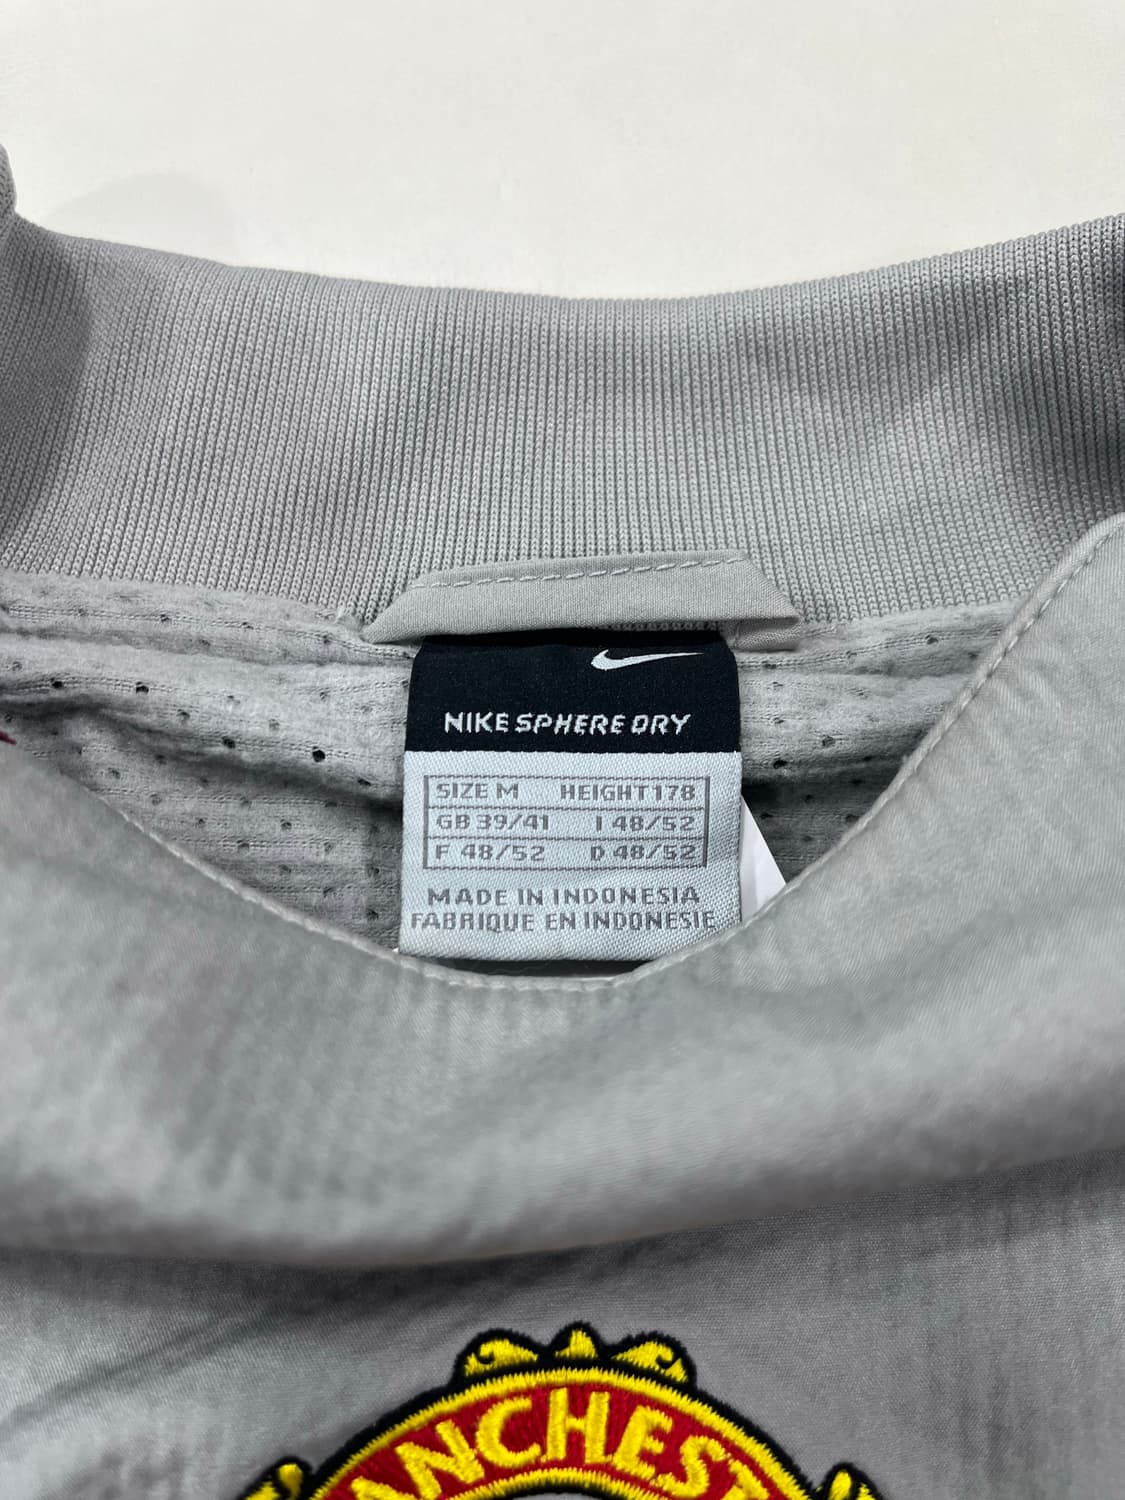 NIKE SPHERE DRY
SIZE M HEIGHT 178
GB 39/41 I 48/52
F 48/52 D 48/52
MADE IN INDONESIA
FABRIQUE EN INDONESIE
ANCHEST